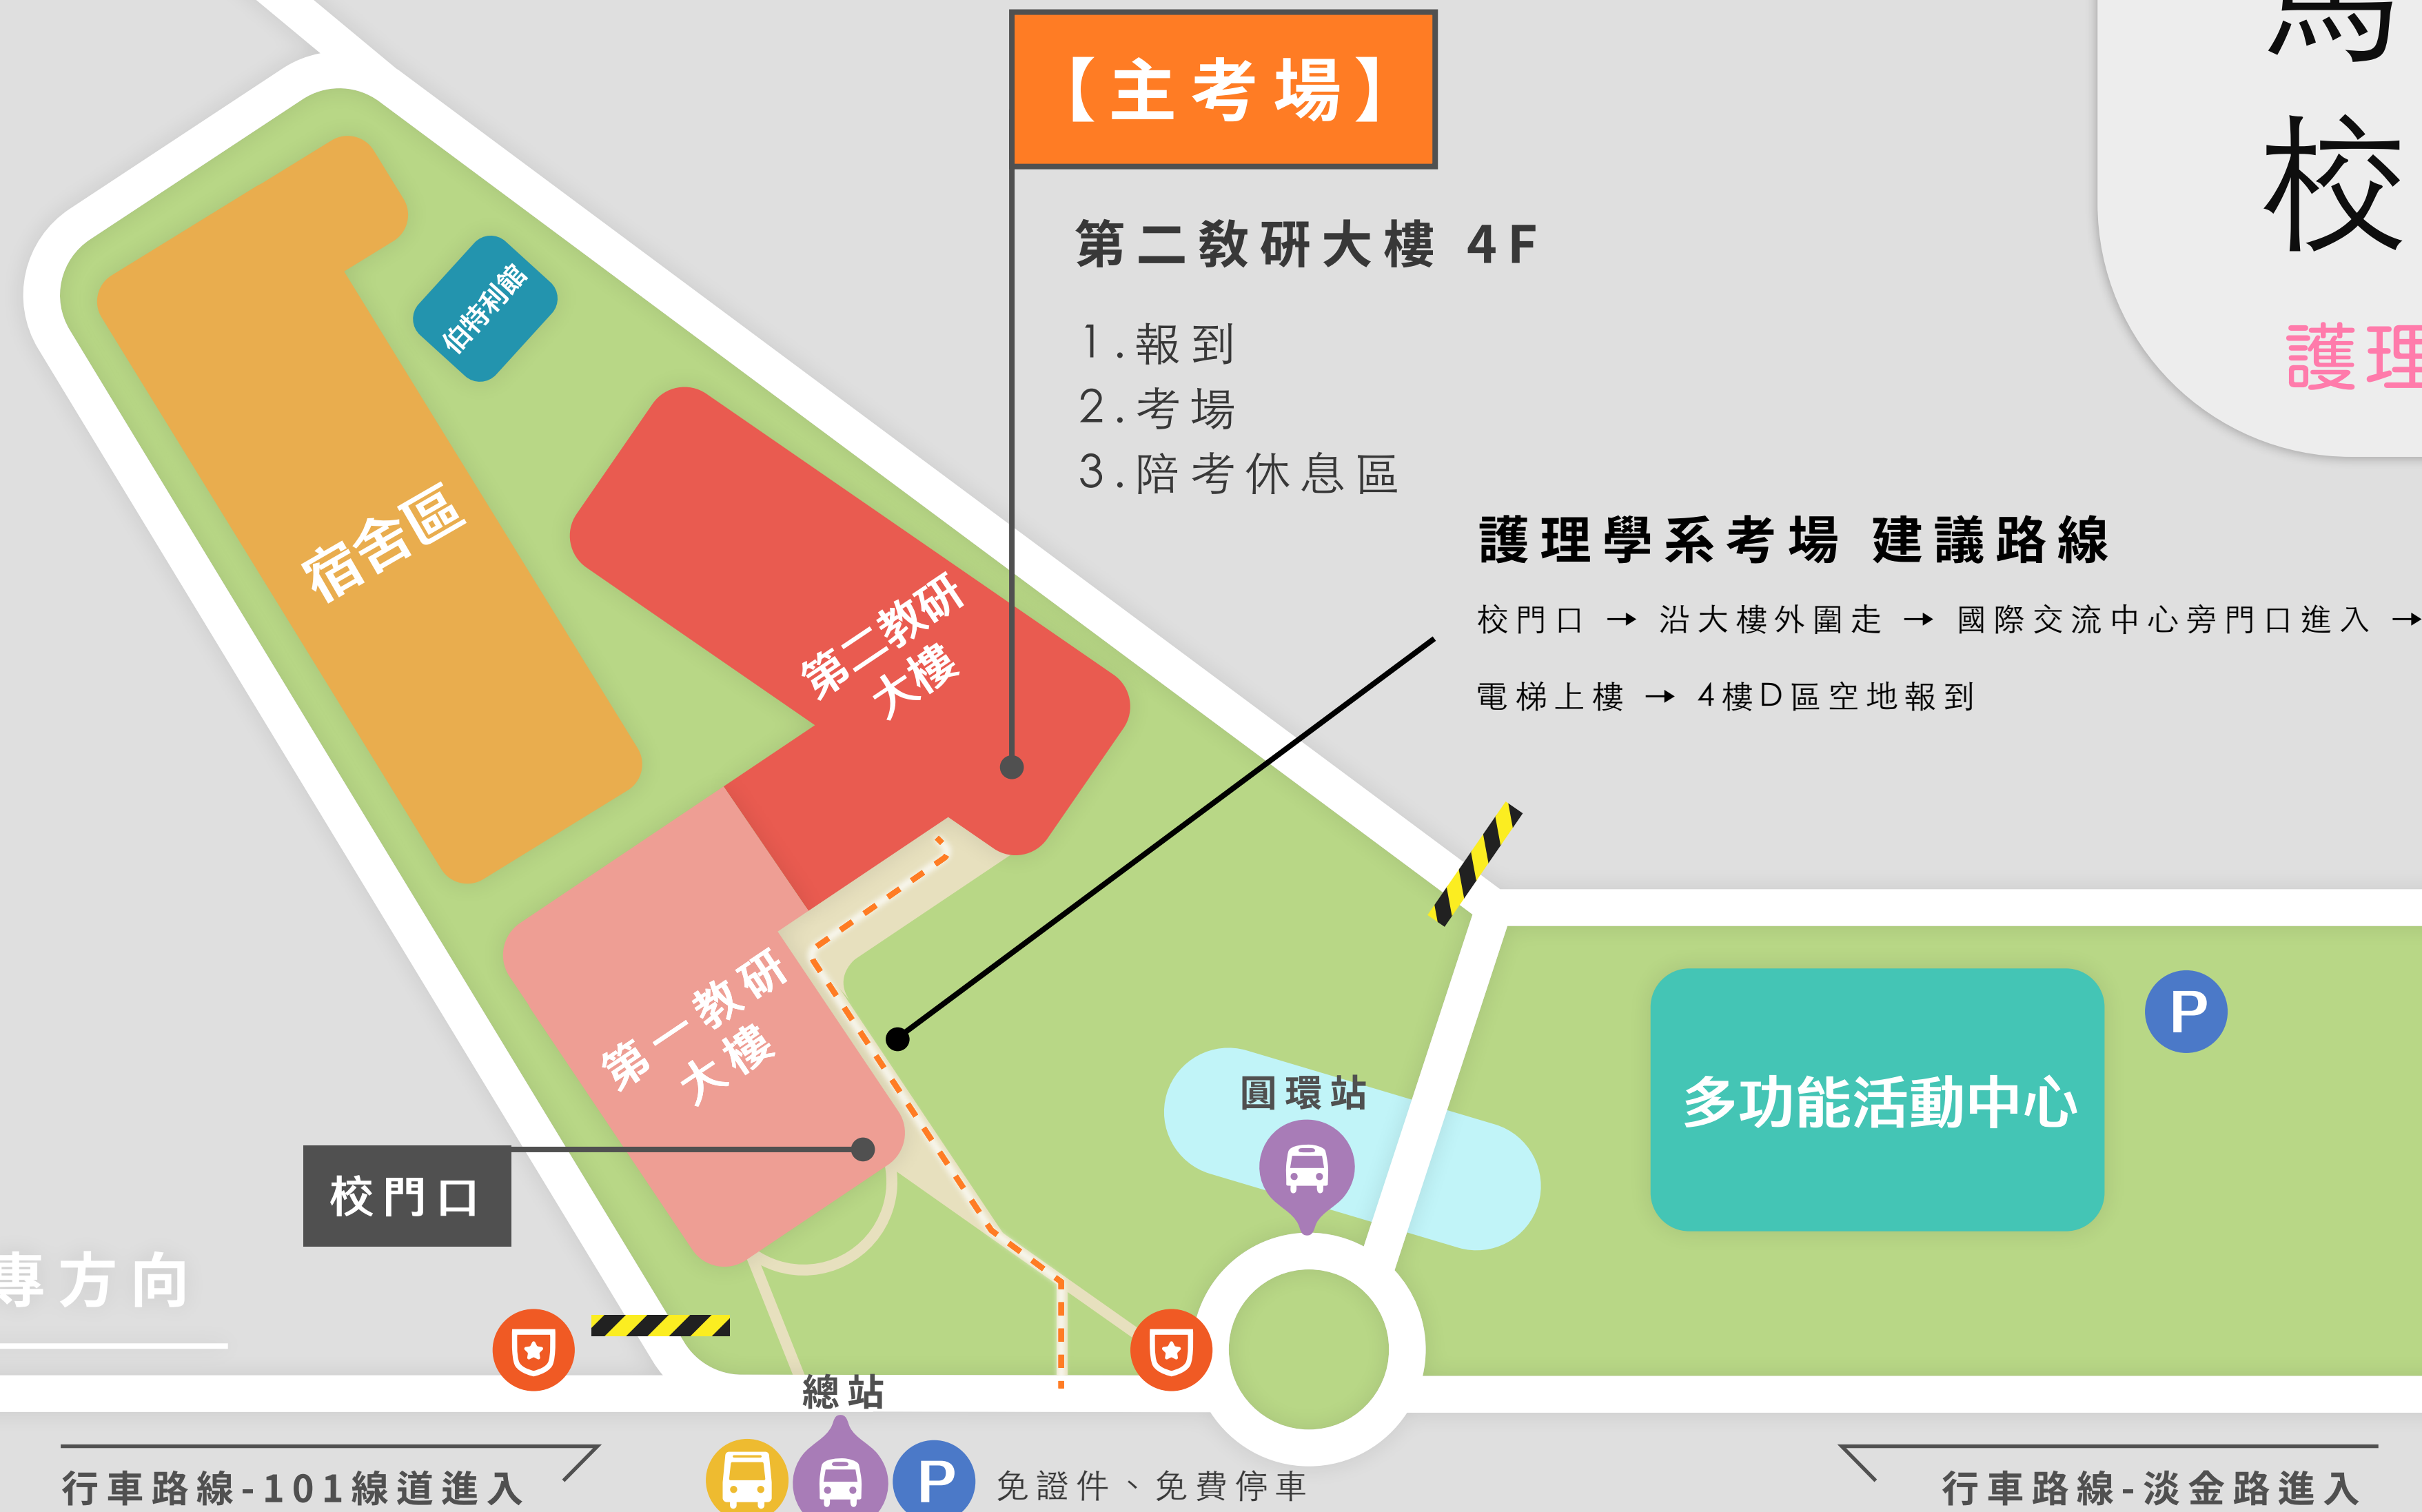 【主考場】
第二教研大樓 4F
1.報到
2.考場
3.陪考休息區
校
護理
伯特利館
宿舍區
第二教研
大樓
護理學系考場 建議路線
校門口 → 沿大樓外圍走 → 國際交流中心旁門口進入 →
電梯上樓 → 4樓D區空地報到
第一教研
大樓
P
多功能活動中心
圓環站
校門口
專方向
總站
P
免證件、免費停車
行車路線-101線道進入
行車路線-淡金路進入